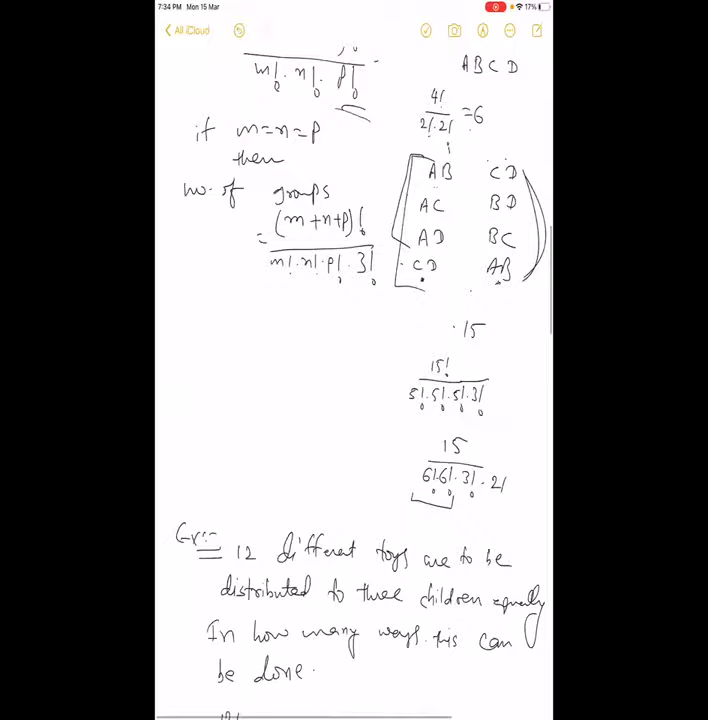 7:34 PM Mon 15 Mar
17%
All iCloud
m! . n! . p!
if m=n=p
then
no. of groups
= (m+n+p)!
m!.n!.p!.3!
A B C D
4!
2!.2! =6
AB CD
AC BD
AD BC
CD AB
.15
15!
5!.5!.5!.3!
15
6!.6!.3!.2!
Ex:- 12 different toys are to be
distributed to three children equally
In how many ways this can
be done.